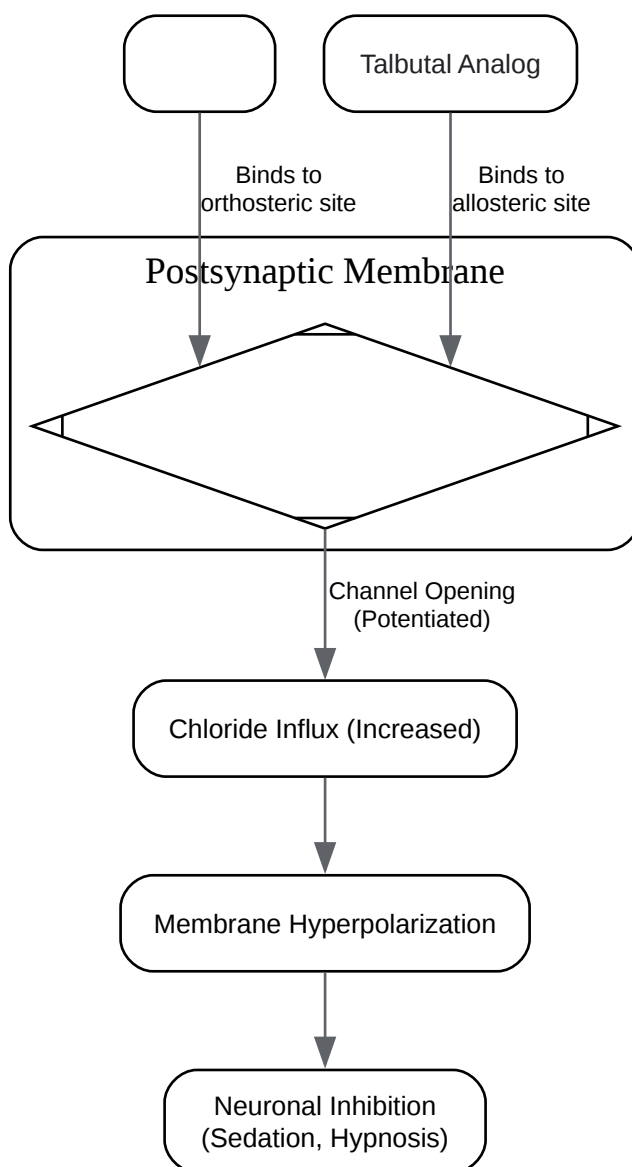 Talbutal Analog
Binds to
orthosteric site
Binds to
allosteric site
Postsynaptic Membrane
Channel Opening
(Potentiated)
Chloride Influx (Increased)
Membrane Hyperpolarization
Neuronal Inhibition
(Sedation, Hypnosis)